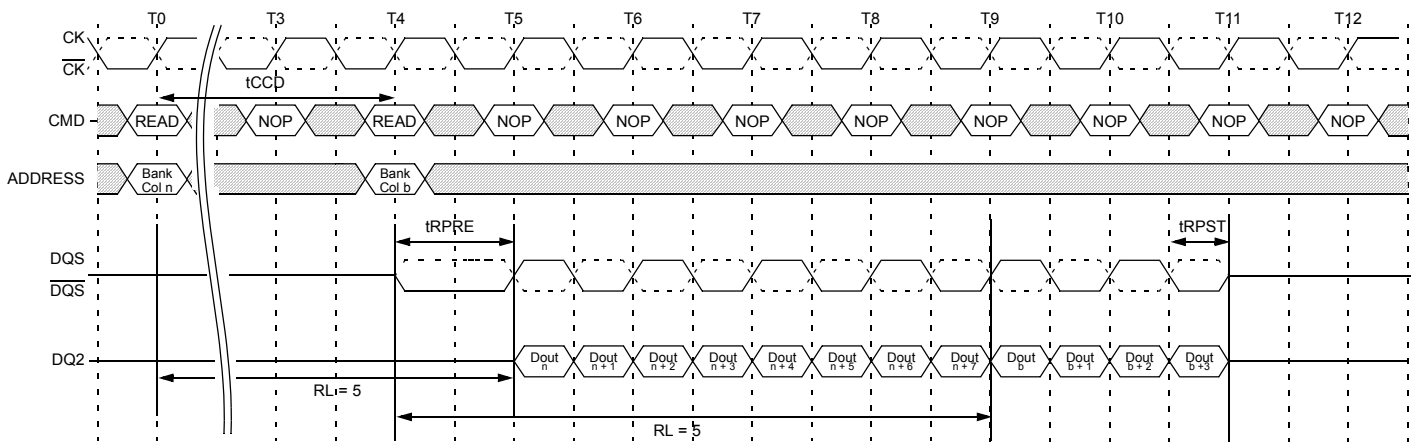 T0 T3 T4 T5 T6 T7 T8 T9 T10 T11 T12
CK
CK
tCCD
CMD READ NOP READ NOP NOP NOP NOP NOP NOP NOP NOP
ADDRESS Bank Col n Bank Col b
tRPRE tRPST
DQS
DQS
DQ2 Dout n Dout n + 1 Dout n + 2 Dout n + 3 Dout n + 4 Dout n + 5 Dout n + 6 Dout n + 7 Dout b Dout b + 1 Dout b + 2 Dout b +3
RL = 5
RL = 5